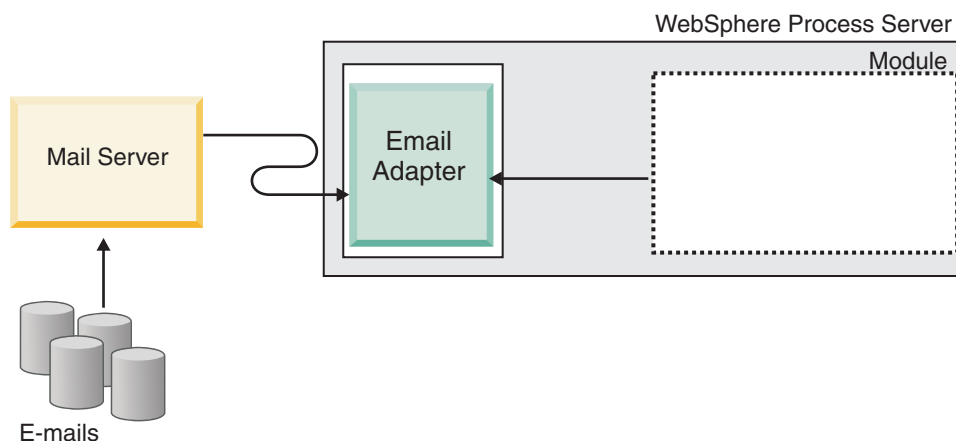 WebSphere Process Server
Module
Mail Server
Email
Adapter
E-mails